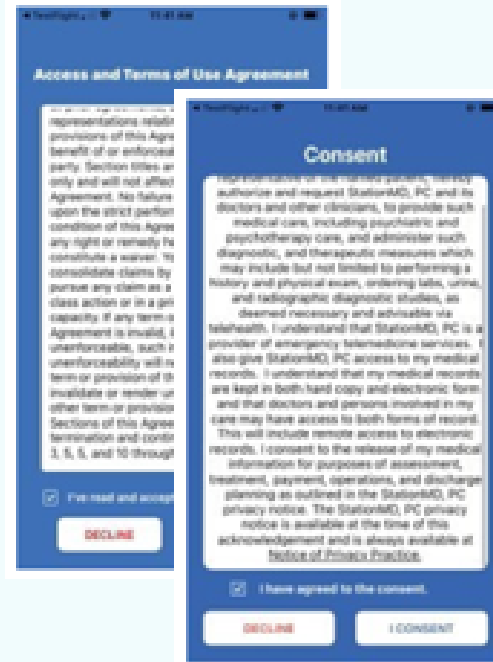 TestFlight
11:41 AM
Access and Terms of Use Agreement
representations relating
provisions of this Agre
benefit of or enforceal
party. Section titles ar
only and will not affect
Agreement. No failure
upon the strict perform
condition of this Agree
any right or remedy he
constitute a waiver. Yo
consolidate claims by
pursue any claim as a
class action or in a pri
capacity. If any term o
Agreement is invalid, i
unenforceable, such i
unenforceability will n
term or provision of th
invalidate or render un
other term or provision
Sections of this Agree
termination and contin
3, 5, 5, and 10 through
I've read and accept
DECLINE
TestFlight
11:41 AM
Consent
representative of the named patient, hereby
authorize and request StationMD, PC and its
doctors and other clinicians, to provide such
medical care, including psychiatric and
psychotherapy care, and administer such
diagnostic, and therapeutic measures which
may include but not limited to performing a
history and physical exam, ordering labs, urine,
and radiographic diagnostic studies, as
deemed necessary and advisable via
telehealth. I understand that StationMD, PC is a
provider of emergency telemedicine services. I
also give StationMD, PC access to my medical
records. I understand that my medical records
are kept in both hard copy and electronic form
and that doctors and persons involved in my
care may have access to both forms of record.
This will include remote access to electronic
records, I consent to the release of my medical
information for purposes of assessment,
treatment, payment, operations, and discharge
planning as outlined in the StationMD, PC
privacy notice. The StationMD, PC privacy
notice is available at the time of this
acknowledgement and is always available at
Notice of Privacy Practice.
I have agreed to the consent.
DECLINE
I CONSENT